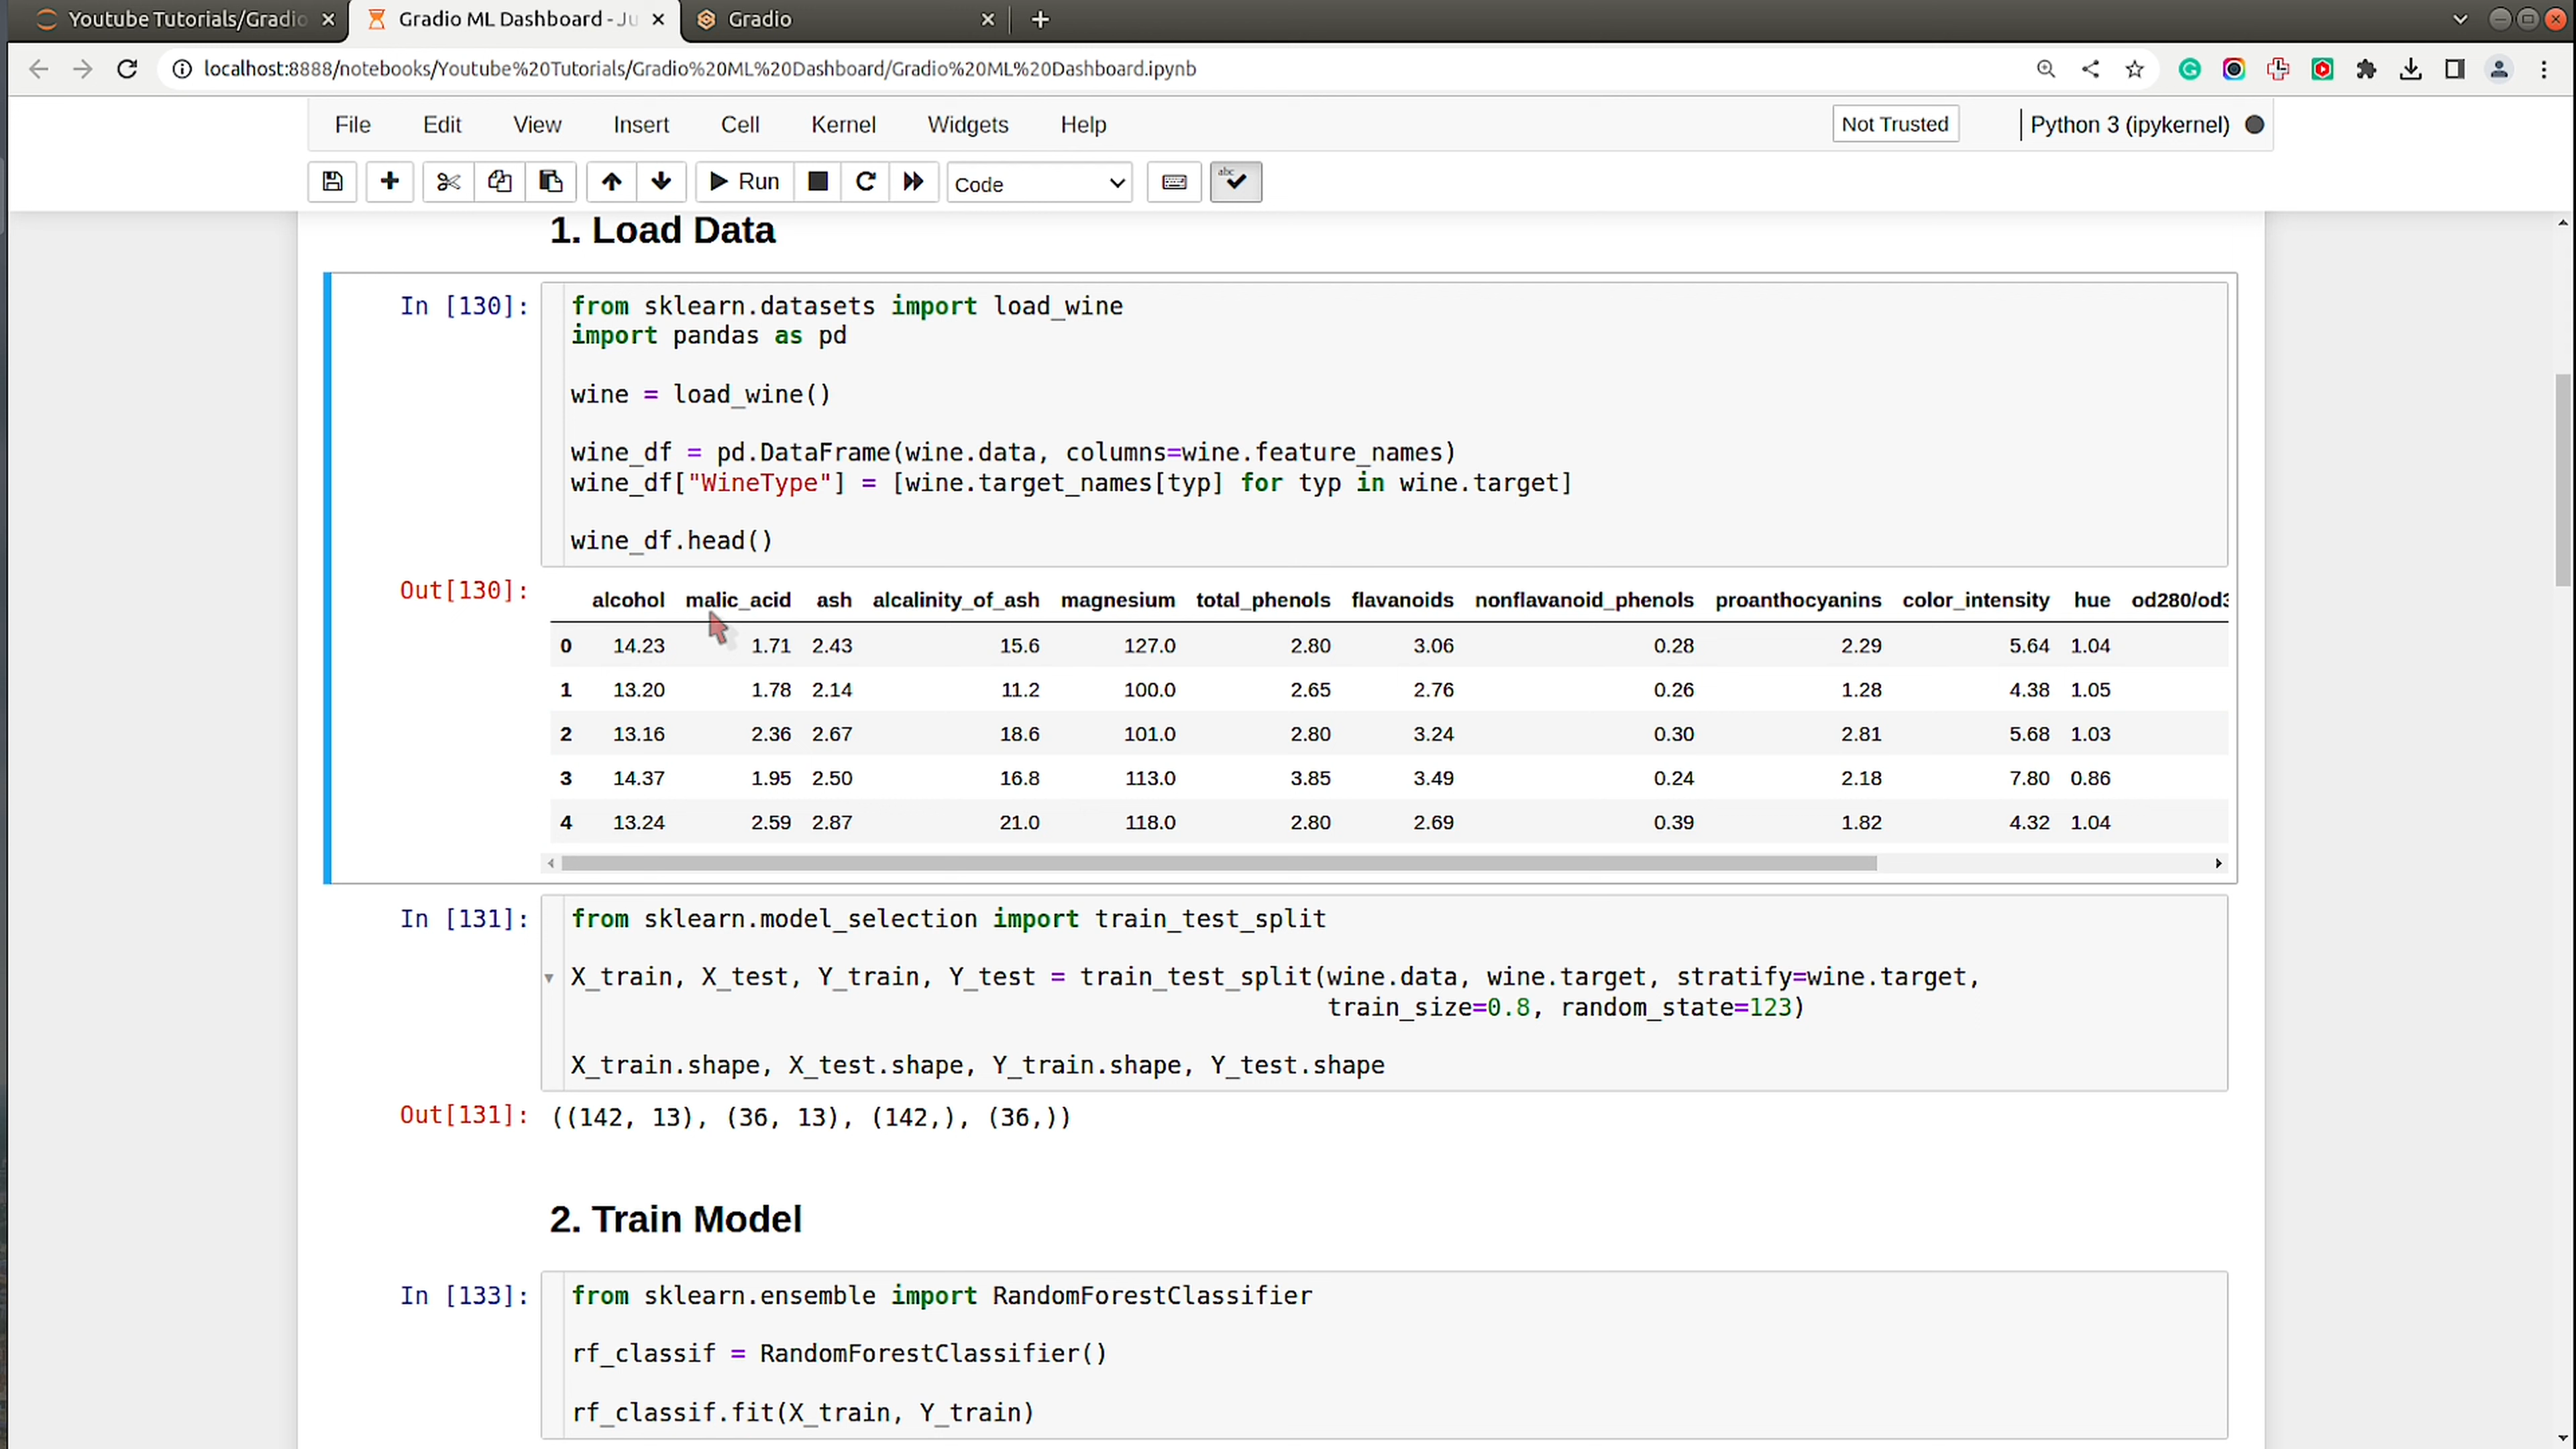 Youtube Tutorials/Gradio
Gradio ML Dashboard - Ju
Gradio
localhost:8888/notebooks/Youtube%20Tutorials/Gradio%20ML%20Dashboard/Gradio%20ML%20Dashboard.ipynb
File Edit View Insert Cell Kernel Widgets Help Not Trusted Python 3 (ipykernel)
Run Code abc
1. Load Data
In [130]:
from sklearn.datasets import load_wine
import pandas as pd
wine = load_wine()
wine_df = pd.DataFrame(wine.data, columns=wine.feature_names)
wine_df["WineType"] = [wine.target_names[typ] for typ in wine.target]
wine_df.head()
Out[130]:
alcohol malic_acid ash alcalinity_of_ash magnesium total_phenols flavanoids nonflavanoid_phenols proanthocyanins color_intensity hue od280/od3
0 14.23 1.71 2.43 15.6 127.0 2.80 3.06 0.28 2.29 5.64 1.04
1 13.20 1.78 2.14 11.2 100.0 2.65 2.76 0.26 1.28 4.38 1.05
2 13.16 2.36 2.67 18.6 101.0 2.80 3.24 0.30 2.81 5.68 1.03
3 14.37 1.95 2.50 16.8 113.0 3.85 3.49 0.24 2.18 7.80 0.86
4 13.24 2.59 2.87 21.0 118.0 2.80 2.69 0.39 1.82 4.32 1.04
In [131]:
from sklearn.model_selection import train_test_split
X_train, X_test, Y_train, Y_test = train_test_split(wine.data, wine.target, stratify=wine.target,
train_size=0.8, random_state=123)
X_train.shape, X_test.shape, Y_train.shape, Y_test.shape
Out[131]: ((142, 13), (36, 13), (142,), (36,))
2. Train Model
In [133]:
from sklearn.ensemble import RandomForestClassifier
rf_classif = RandomForestClassifier()
rf_classif.fit(X_train, Y_train)